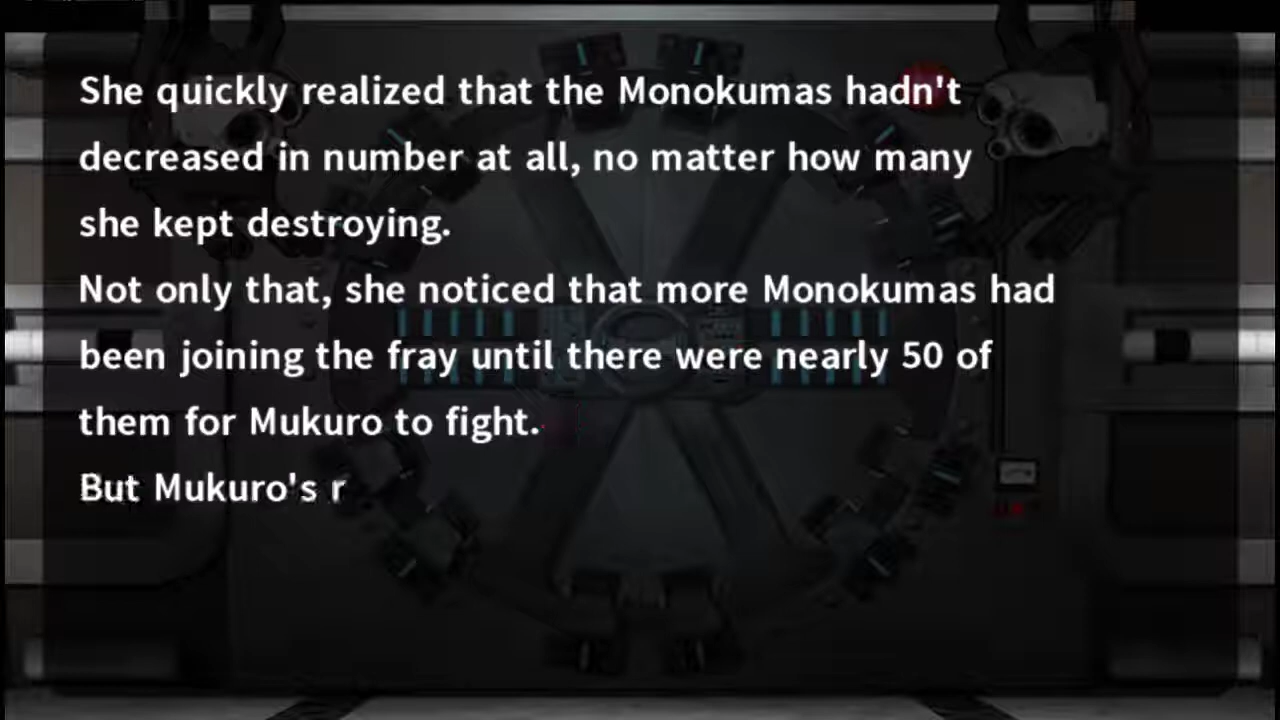 She quickly realized that the Monokumas hadn't
decreased in number at all, no matter how many
she kept destroying.
Not only that, she noticed that more Monokumas had
been joining the fray until there were nearly 50 of
them for Mukuro to fight.
But Mukuro's r